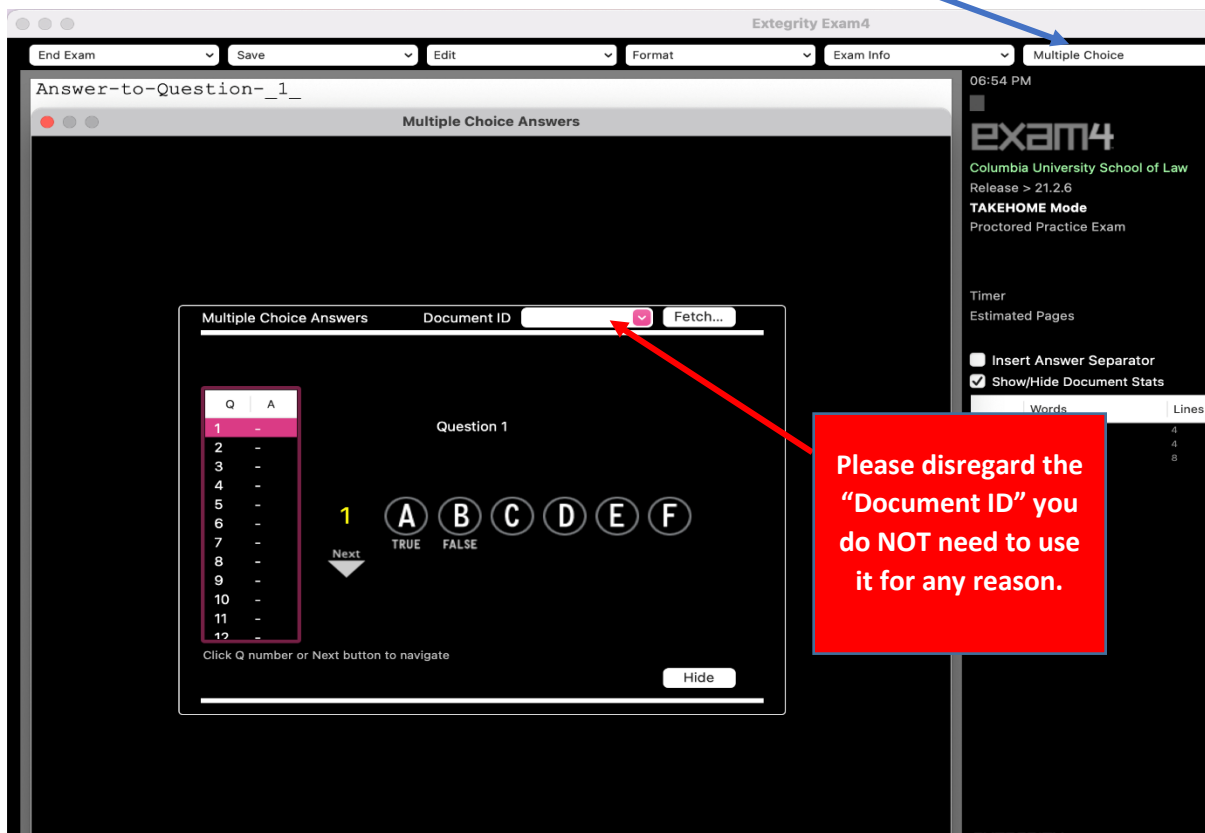 Extegrity Exam4
End Exam
Save
Edit
Format
Exam Info
Multiple Choice
Answer-to-Question-_1_
Multiple Choice Answers
Multiple Choice Answers
Document ID
Fetch...
Q A
1 -
2 -
3 -
4 -
5 -
6 -
7 -
8 -
9 -
10 -
11 -
12 -
Question 1
1
A B C D E F
TRUE FALSE
Next
Click Q number or Next button to navigate
Hide
06:54 PM
exam4
Columbia University School of Law
Release > 21.2.6
TAKEHOME Mode
Proctored Practice Exam
Timer
Estimated Pages
Insert Answer Separator
Show/Hide Document Stats
Words Lines
4
4
8
Please disregard the
“Document ID” you
do NOT need to use
it for any reason.